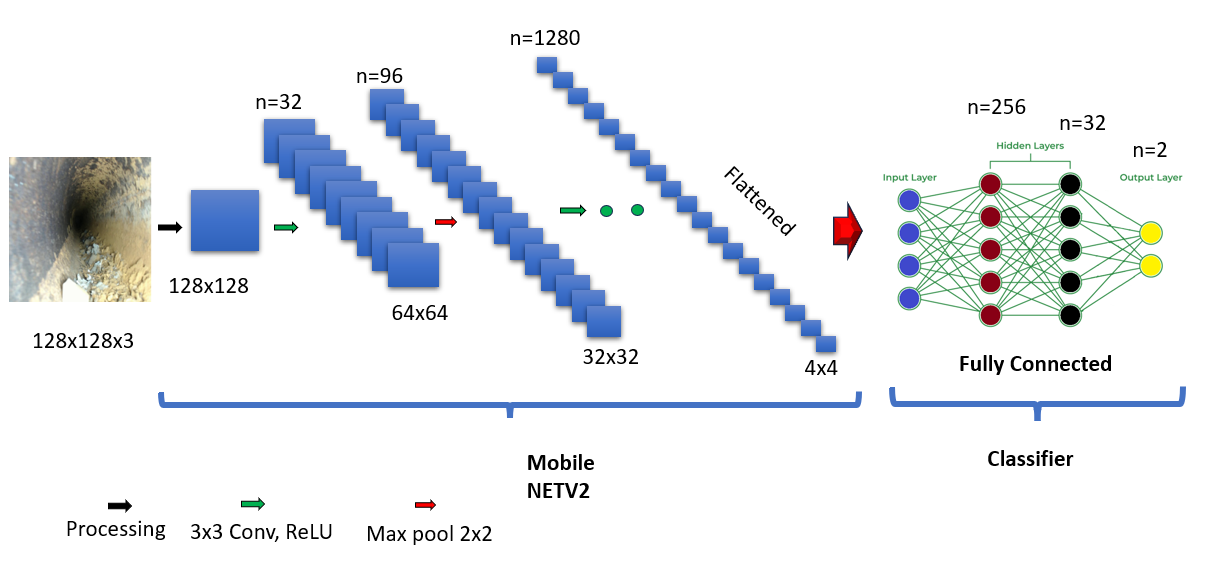 n=1280
n=96
n=32
128x128x3
128x128
64x64
32x32
4x4
Flattened
n=256
n=32
n=2
Hidden Layers
Input Layer
Output Layer
Fully Connected
Mobile
NETV2
Classifier
Processing
3x3 Conv, ReLU
Max pool 2x2